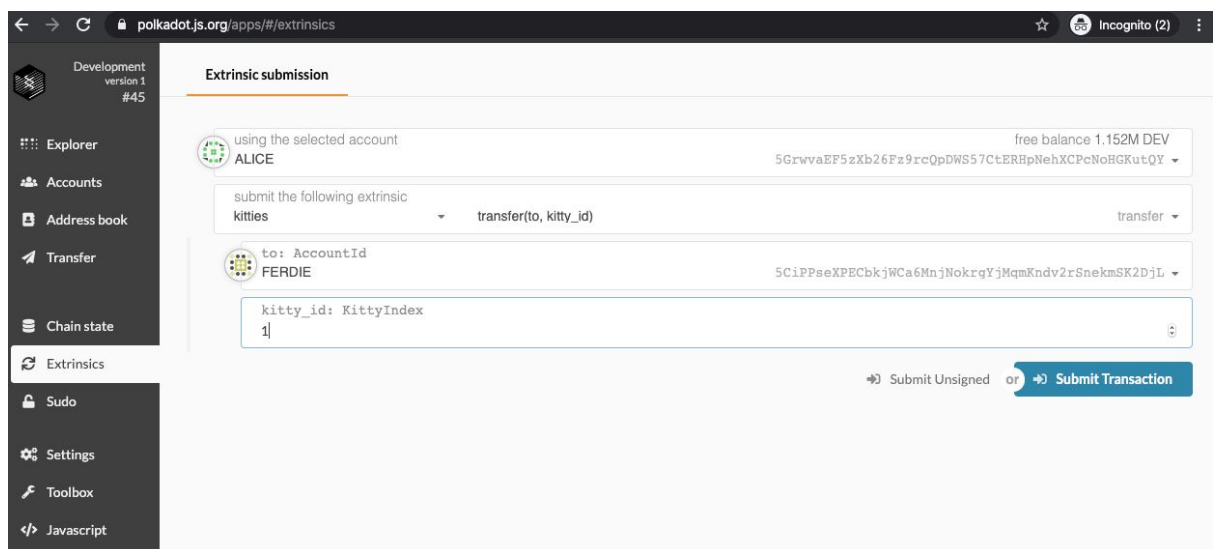 polkadot.js.org/apps/#/extrinsics
Incognito (2)
Development
version 1
#45
Explorer
Accounts
Address book
Transfer
Chain state
Extrinsics
Sudo
Settings
Toolbox
Javascript
Extrinsic submission
using the selected account
free balance 1.152M DEV
ALICE
5GrwvaEF5zXb26Fz9rcQpDWS57CtERHpNehXCPcNoHGKutQY
submit the following extrinsic
kitties
transfer(to, kitty_id)
transfer
to: AccountId
FERDIE
5CiPPseXPECbkjWCa6MnjNokrgYjMqmKndv2rSnekmSK2DjL
kitty_id: KittyIndex
1
Submit Unsigned or Submit Transaction